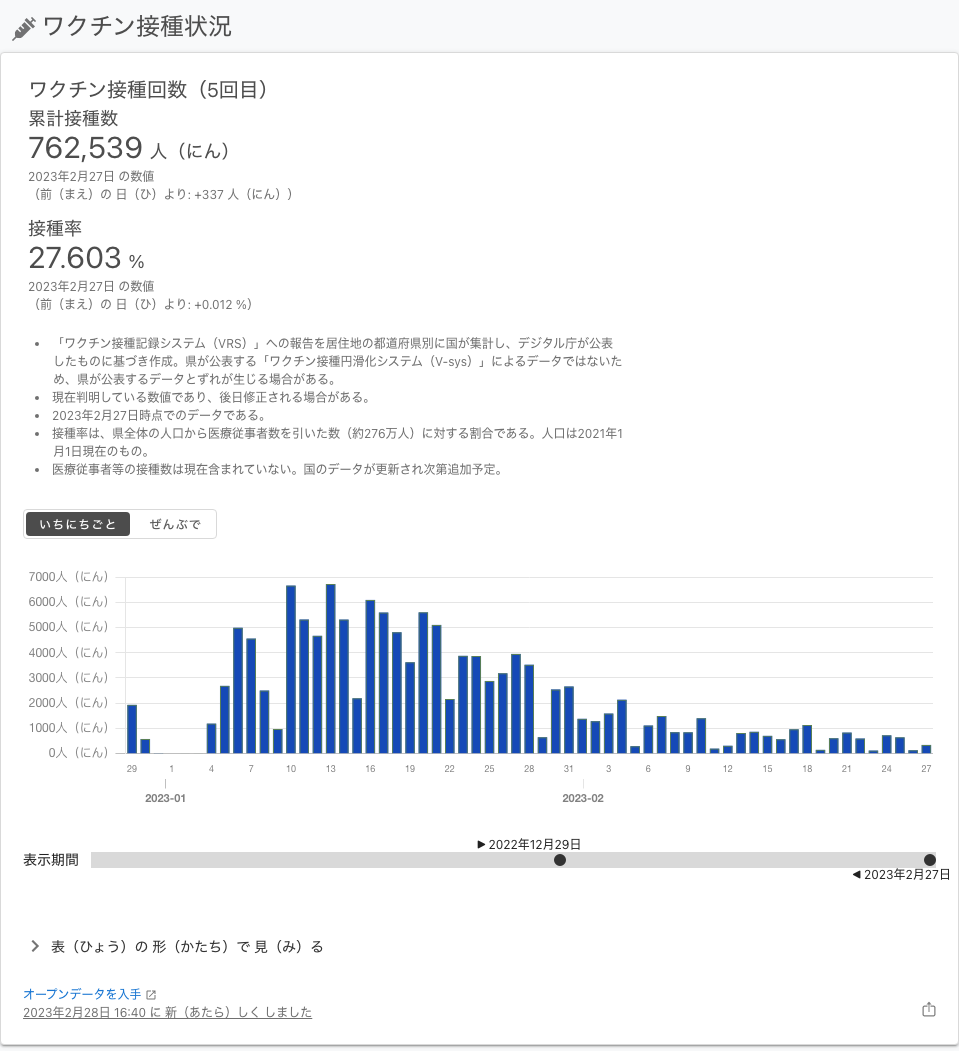 ワクチン接種状況
ワクチン接種回数（5回目）
累計接種数
762,539 人（にん）
2023年2月27日 の数値
（前（まえ）の 日（ひ）より: +337 人（にん））
接種率
27.603 %
2023年2月27日 の数値
（前（まえ）の 日（ひ）より: +0.012 %）
• 「ワクチン接種記録システム（VRS）」への報告を居住地の都道府県別に国が集計し、デジタル庁が公表
したものに基づき作成。県が公表する「ワクチン接種円滑化システム（V-sys）」によるデータではないた
め、県が公表するデータとずれが生じる場合がある。
• 現在判明している数値であり、後日修正される場合がある。
• 2023年2月27日時点でのデータである。
• 接種率は、県全体の人口から医療従事者数を引いた数（約276万人）に対する割合である。人口は2021年1
月1日現在のもの。
• 医療従事者等の接種数は現在含まれていない。国のデータが更新され次第追加予定。
いちにちごと ぜんぶで
7000人（にん）
6000人（にん）
5000人（にん）
4000人（にん）
3000人（にん）
2000人（にん）
1000人（にん）
0人（にん）
29 1 4 7 10 13 16 19 22 25 28 31 3 6 9 12 15 18 21 24 27
2023-01 2023-02
▶ 2022年12月29日
表示期間
◀ 2023年2月27日
表（ひょう）の 形（かたち）で 見（み）る
オープンデータを入手
2023年2月28日 16:40 に 新（あたら）しく しました